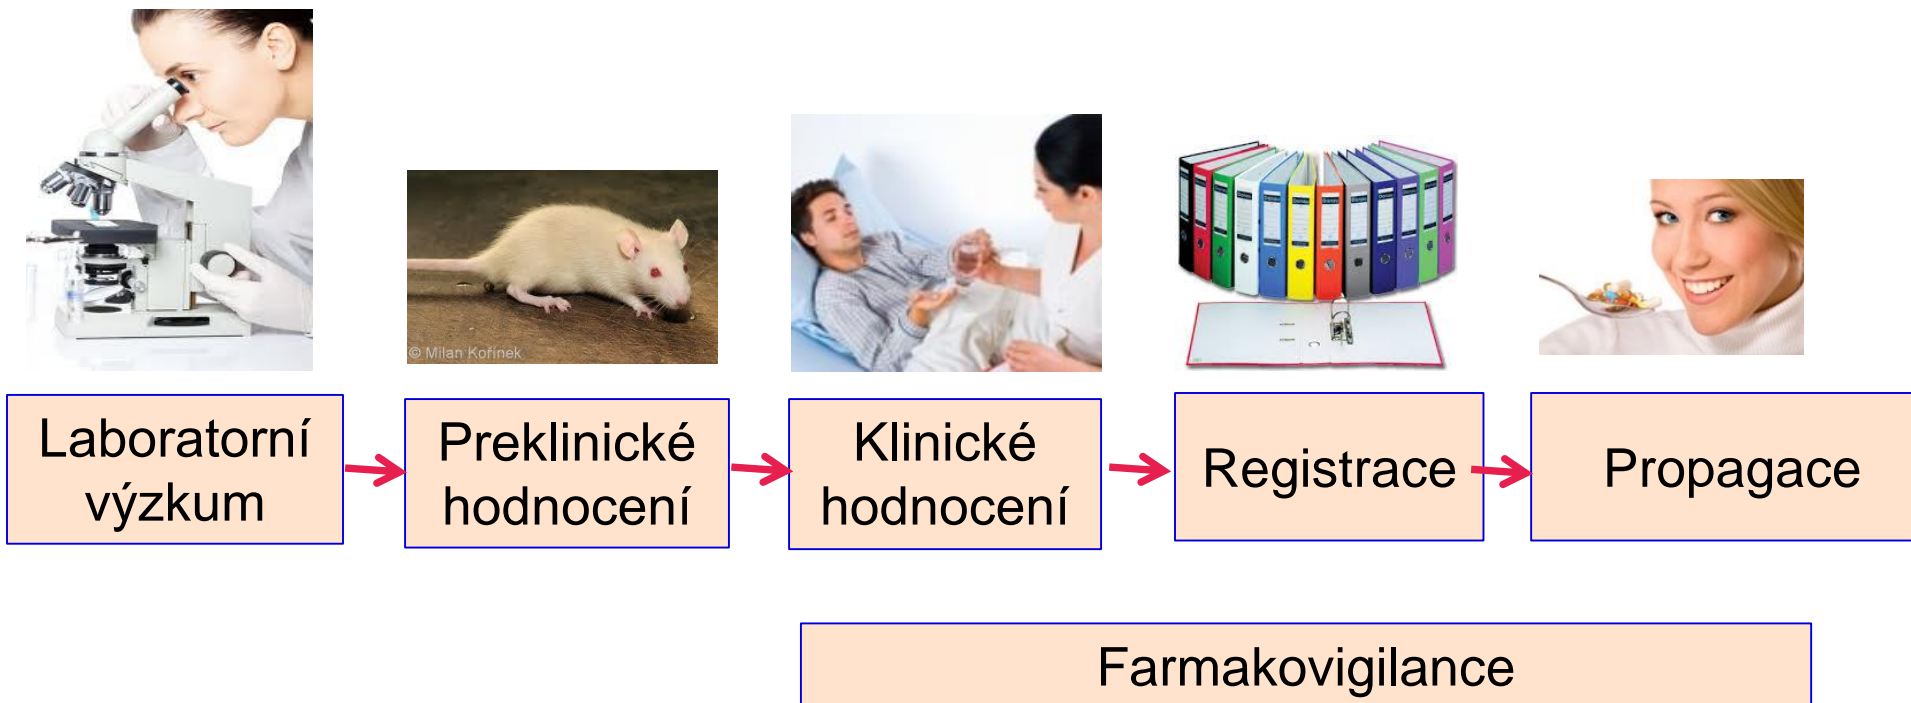 © Milan Kořínek
Laboratorní
výzkum
Preklinické
hodnocení
Klinické
hodnocení
Registrace
Propagace
Farmakovigilance